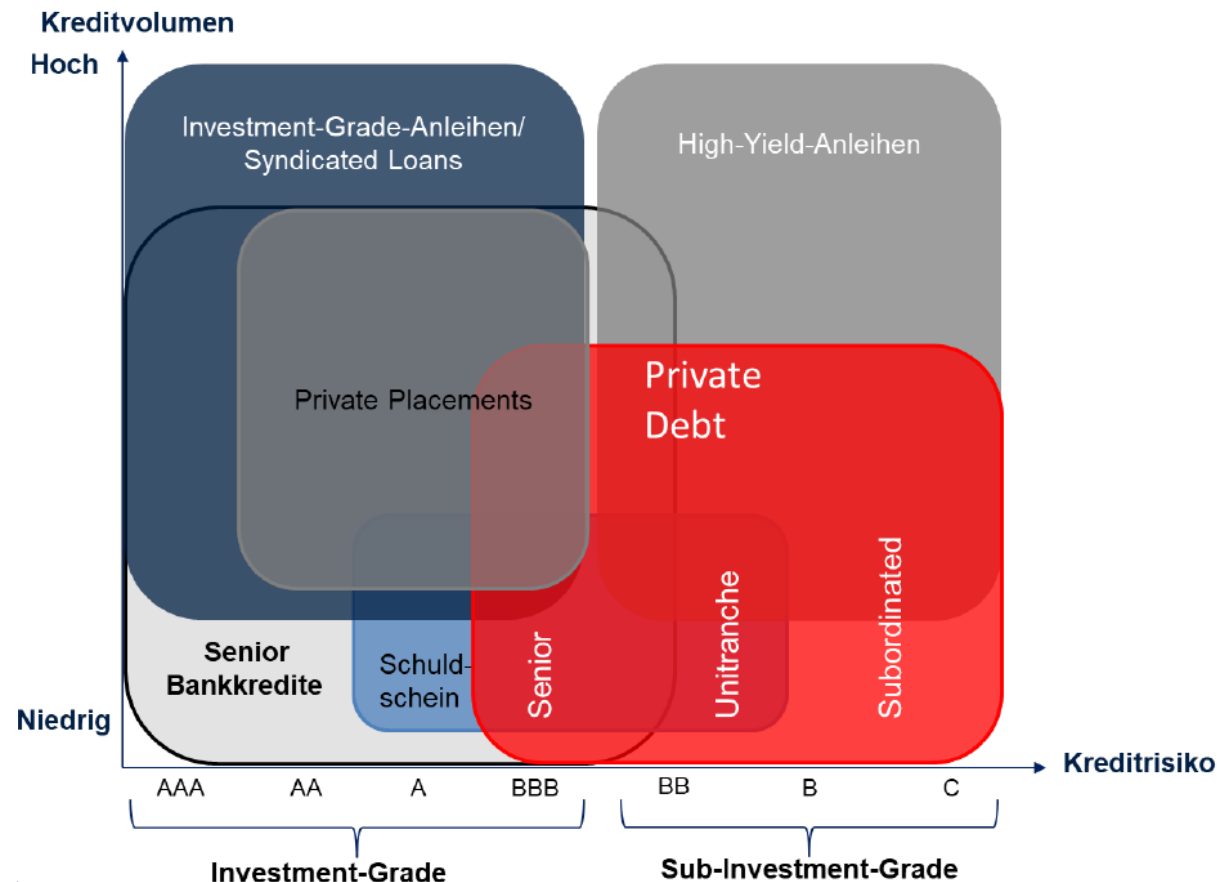 Kreditvolumen
Hoch
Investment-Grade-Anleihen/
Syndicated Loans
High-Yield-Anleihen
Private Placements
Private
Debt
Senior
Bankkredite
Schuld-
schein
Senior
Unitranche
Subordinated
Niedrig
Kreditrisiko
AAA AA A BBB BB B C
Investment-Grade Sub-Investment-Grade